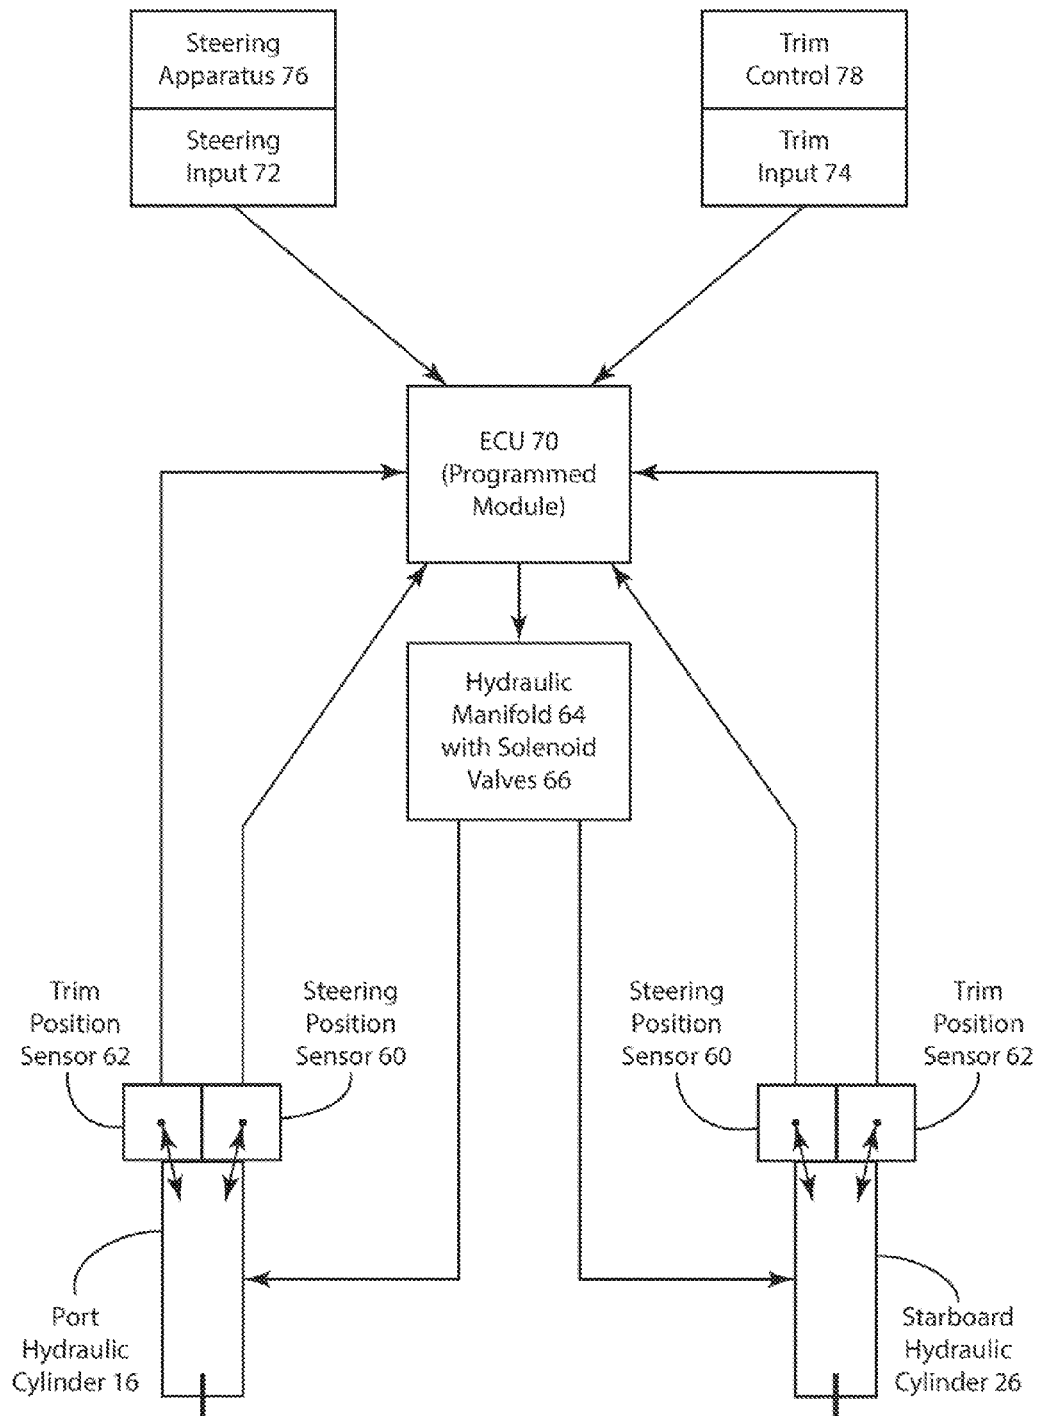 Steering
Apparatus 76
Steering
Input 72
Trim
Control 78
Trim
Input 74
ECU 70
(Programmed
Module)
Hydraulic
Manifold 64
with Solenoid
Valves 66
Trim
Position
Sensor 62
Steering
Position
Sensor 60
Steering
Position
Sensor 60
Trim
Position
Sensor 62
Port
Hydraulic
Cylinder 16
Starboard
Hydraulic
Cylinder 26